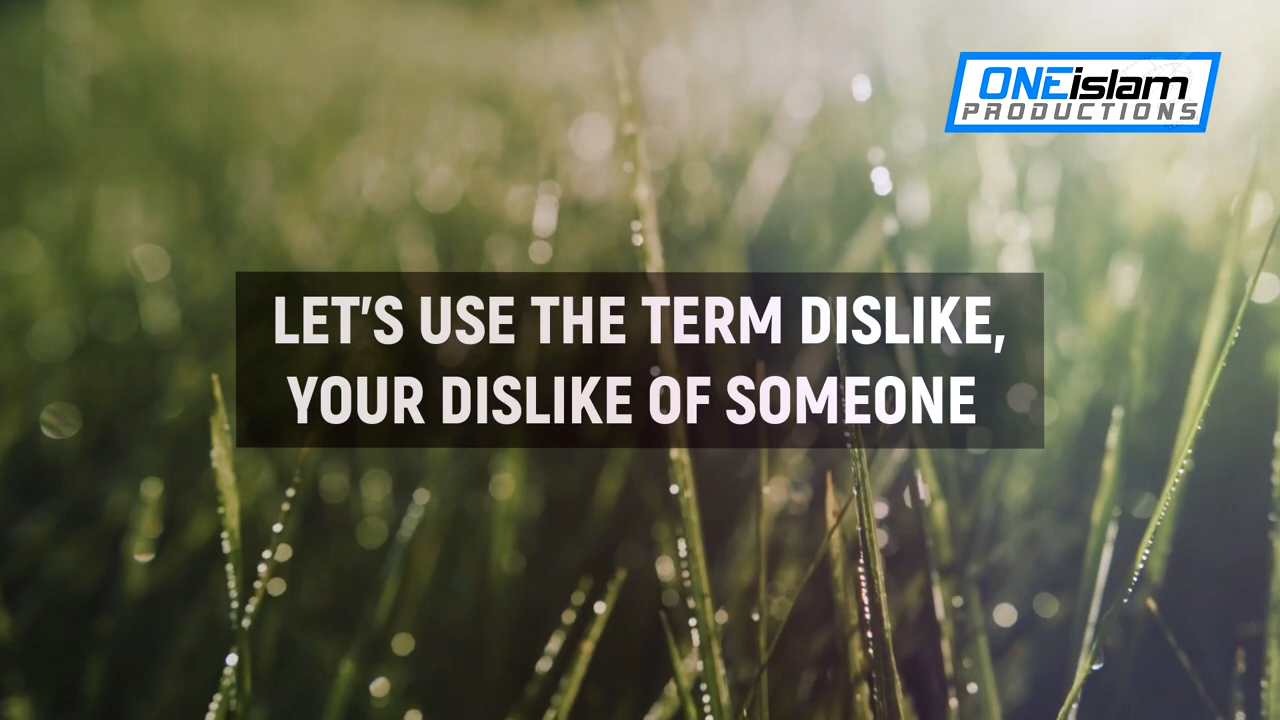 ONEislam
PRODUCTIONS
LET'S USE THE TERM DISLIKE,
YOUR DISLIKE OF SOMEONE